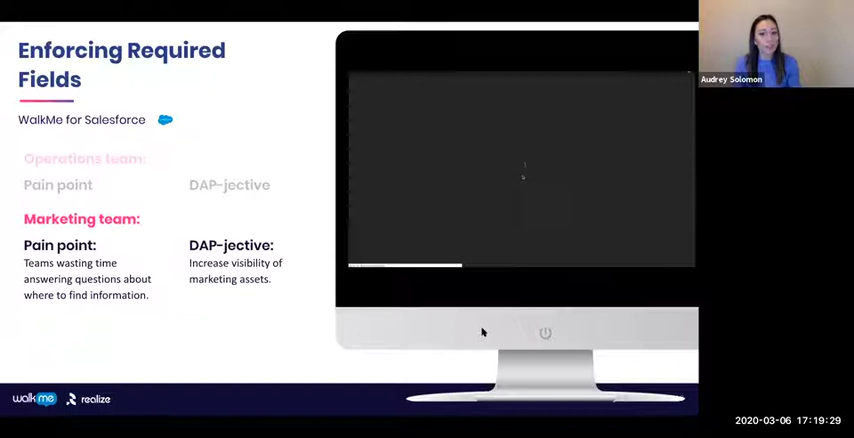 Enforcing Required
Fields
WalkMe for Salesforce
Operations team:
Pain point
DAP-jective
Marketing team:
Pain point:
DAP-jective:
Teams wasting time
answering questions about
where to find information.
Increase visibility of
marketing assets.
walkme
realize
Audrey Solomon
2020-03-06 17:19:29